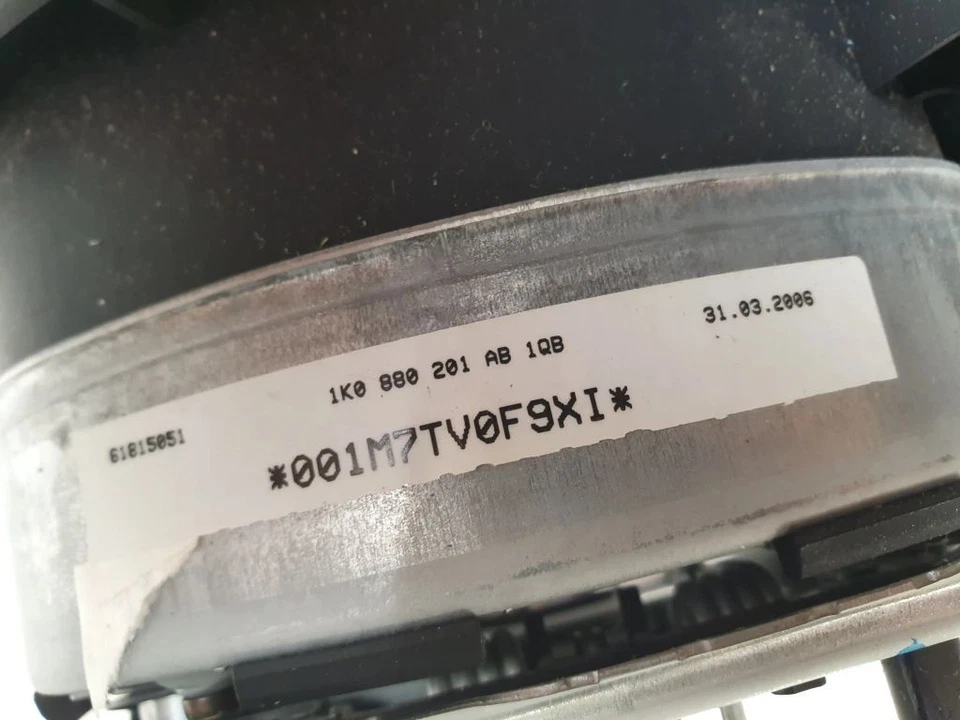 31.03.2006
1K0 880 201 AB 1QB
61815051
*001M7TV0F9XI*